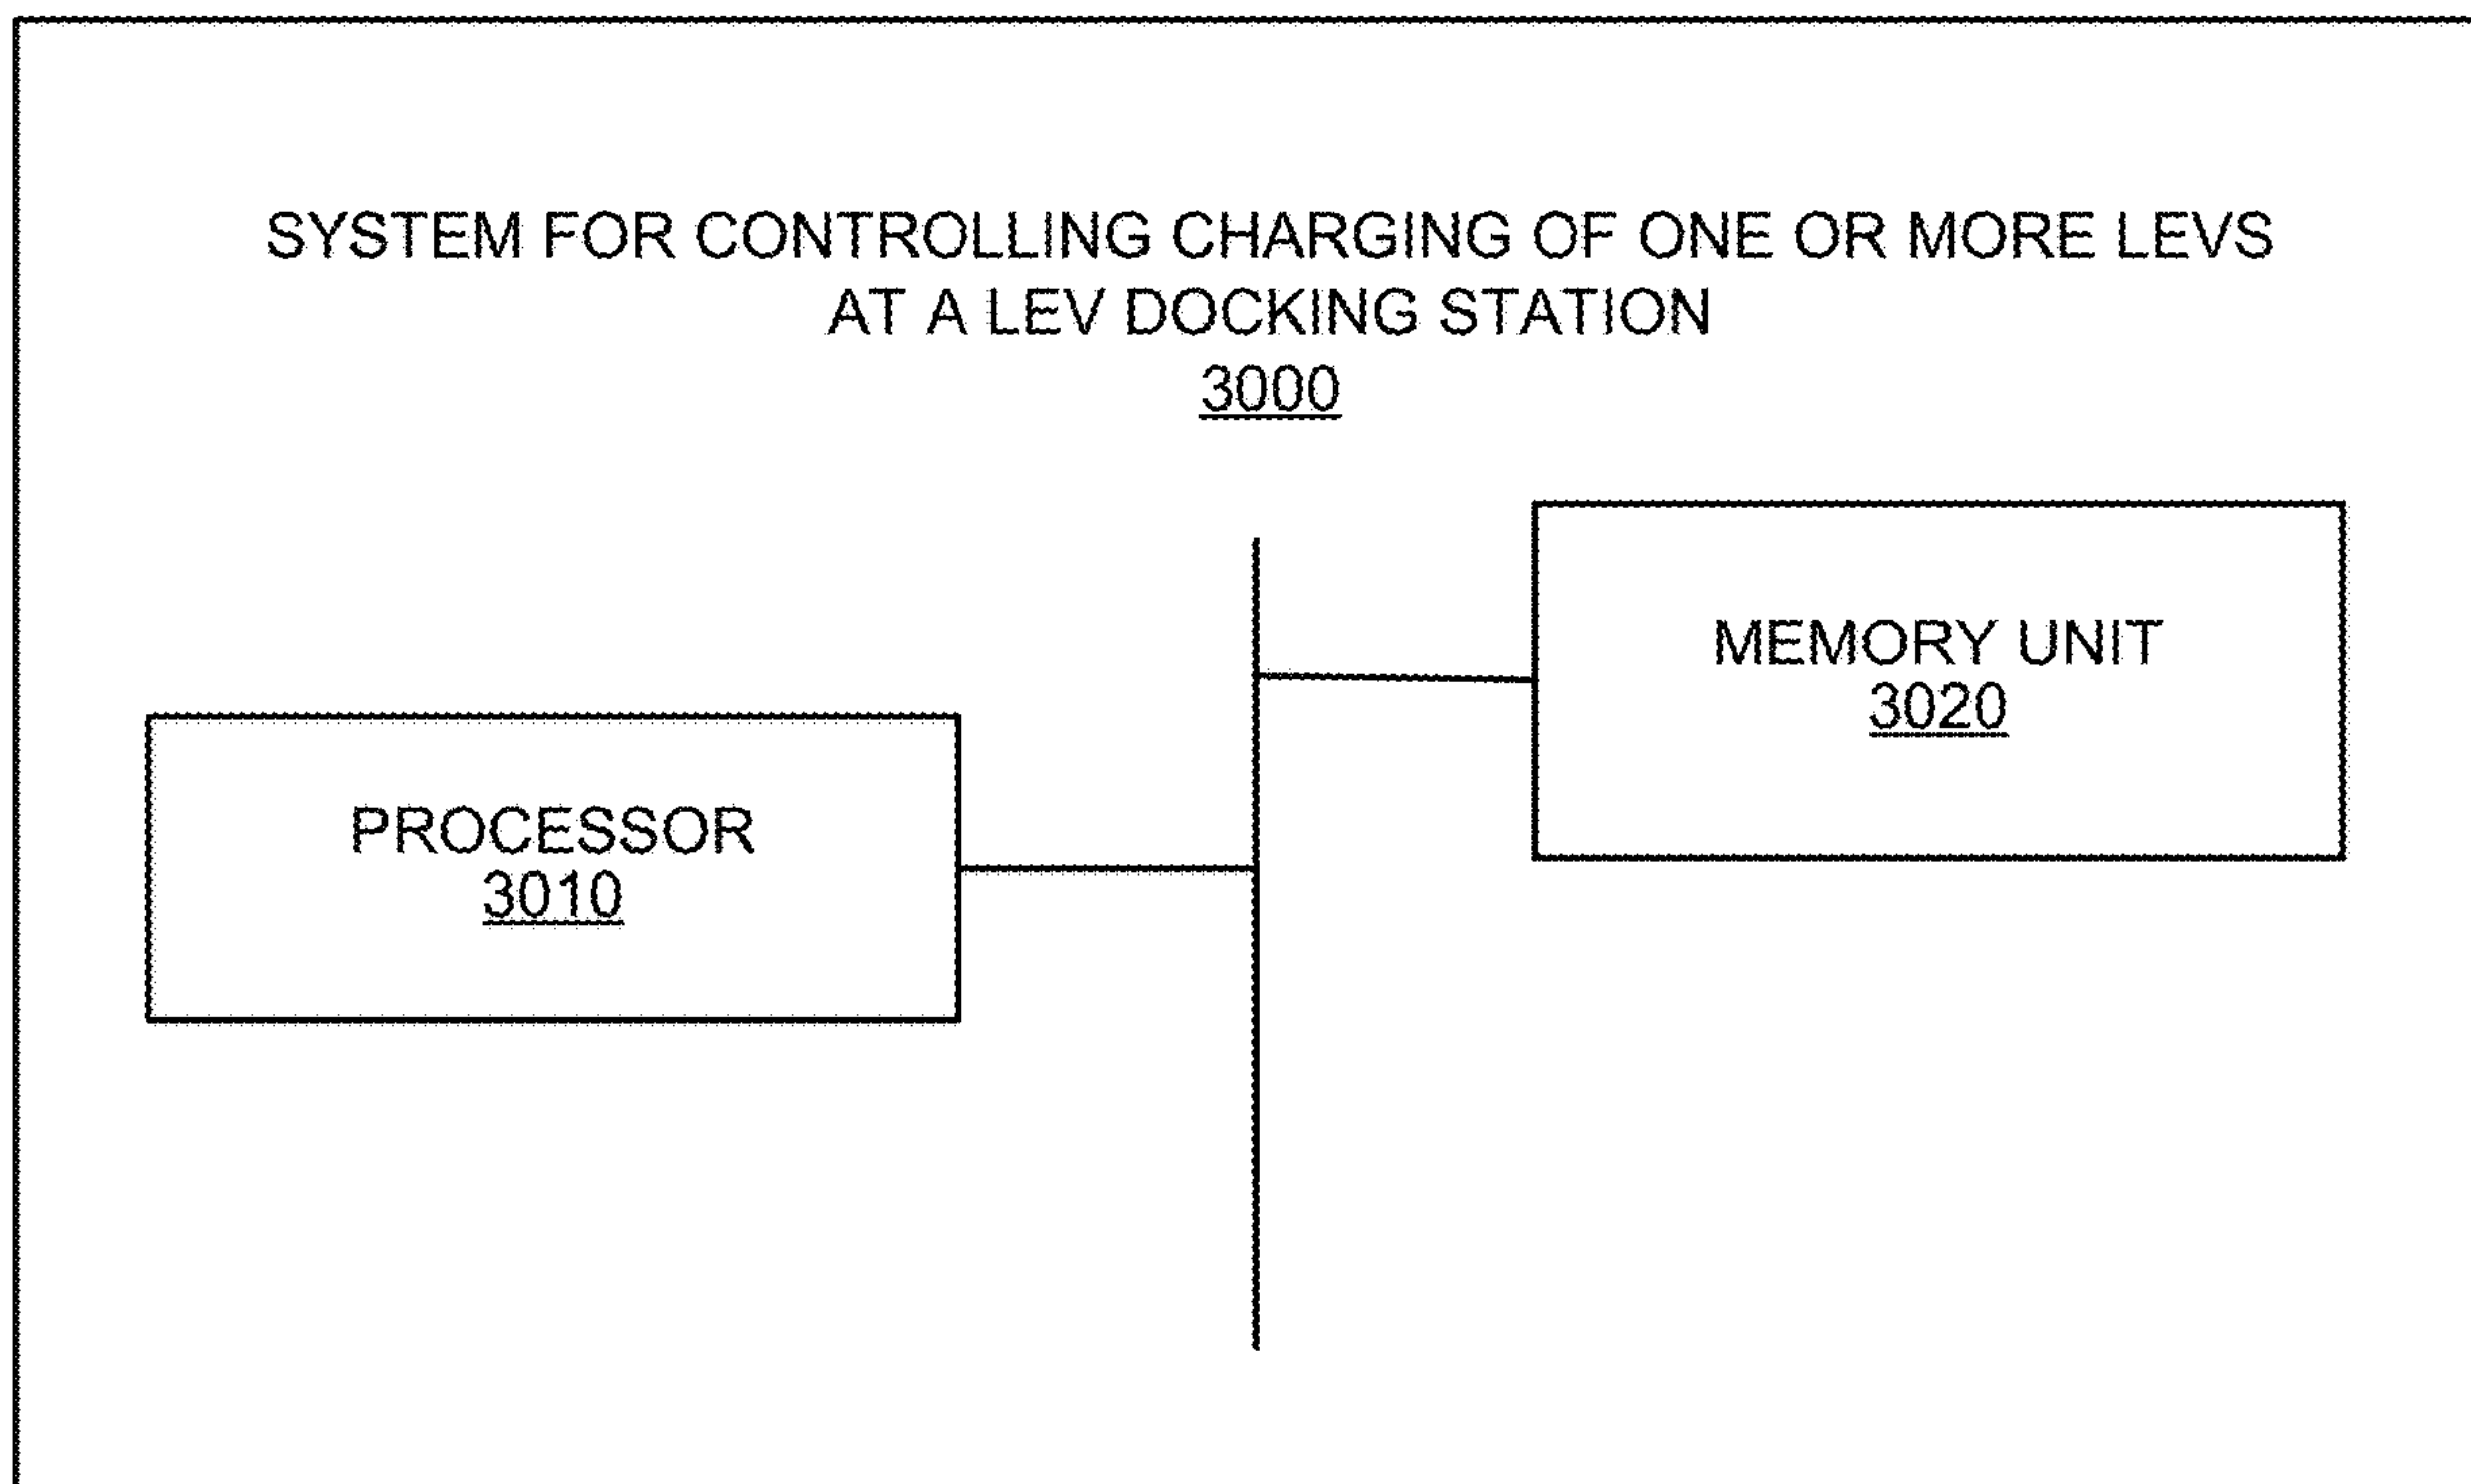 SYSTEM FOR CONTROLLING CHARGING OF ONE OR MORE LEVS
AT A LEV DOCKING STATION
3000
MEMORY UNIT
3020
PROCESSOR
3010